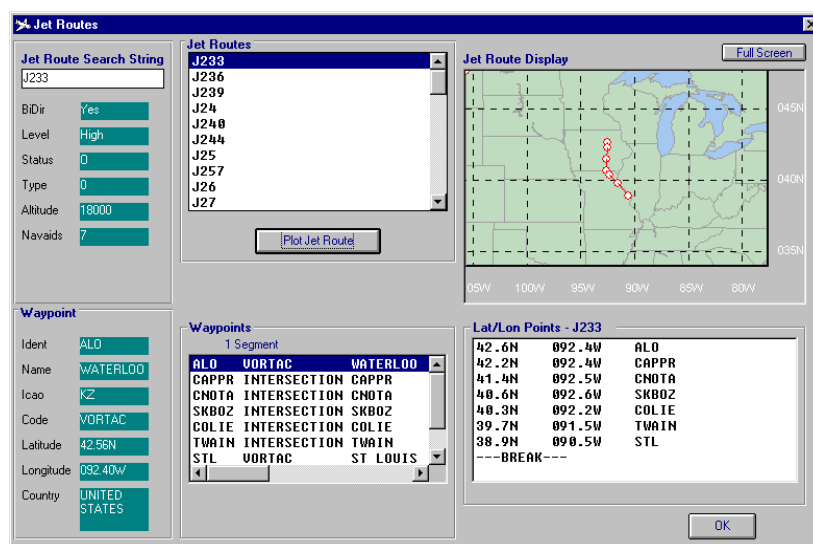 Jet Routes
Jet Route Search String
J233
BiDir Yes
Level High
Status O
Type O
Altitude 18000
Navaids 7
Jet Routes
J233
J236
J239
J24
J240
J244
J25
J257
J26
J27
Plot Jet Route
Jet Route Display
Full Screen
045N
040N
035N
05W 100W 95W 90W 85W 80W
Waypoint
Ident ALO
Name WATERLOO
Icao KZ
Code VORTAC
Latitude 42.56N
Longitude 092.40W
Country UNITED
STATES
Waypoints
1 Segment
ALO VORTAC WATERLOO
CAPPR INTERSECTION CAPPR
CNOTA INTERSECTION CNOTA
SKBOZ INTERSECTION SKBOZ
COLIE INTERSECTION COLIE
TWAIN INTERSECTION TWAIN
STL VORTAC ST LOUIS
Lat/Lon Points - J233
42.6N 092.4W ALO
42.2N 092.4W CAPPR
41.4N 092.5W CNOTA
40.6N 092.6W SKBOZ
40.3N 092.2W COLIE
39.7N 091.5W TWAIN
38.9N 090.5W STL
---BREAK---
OK